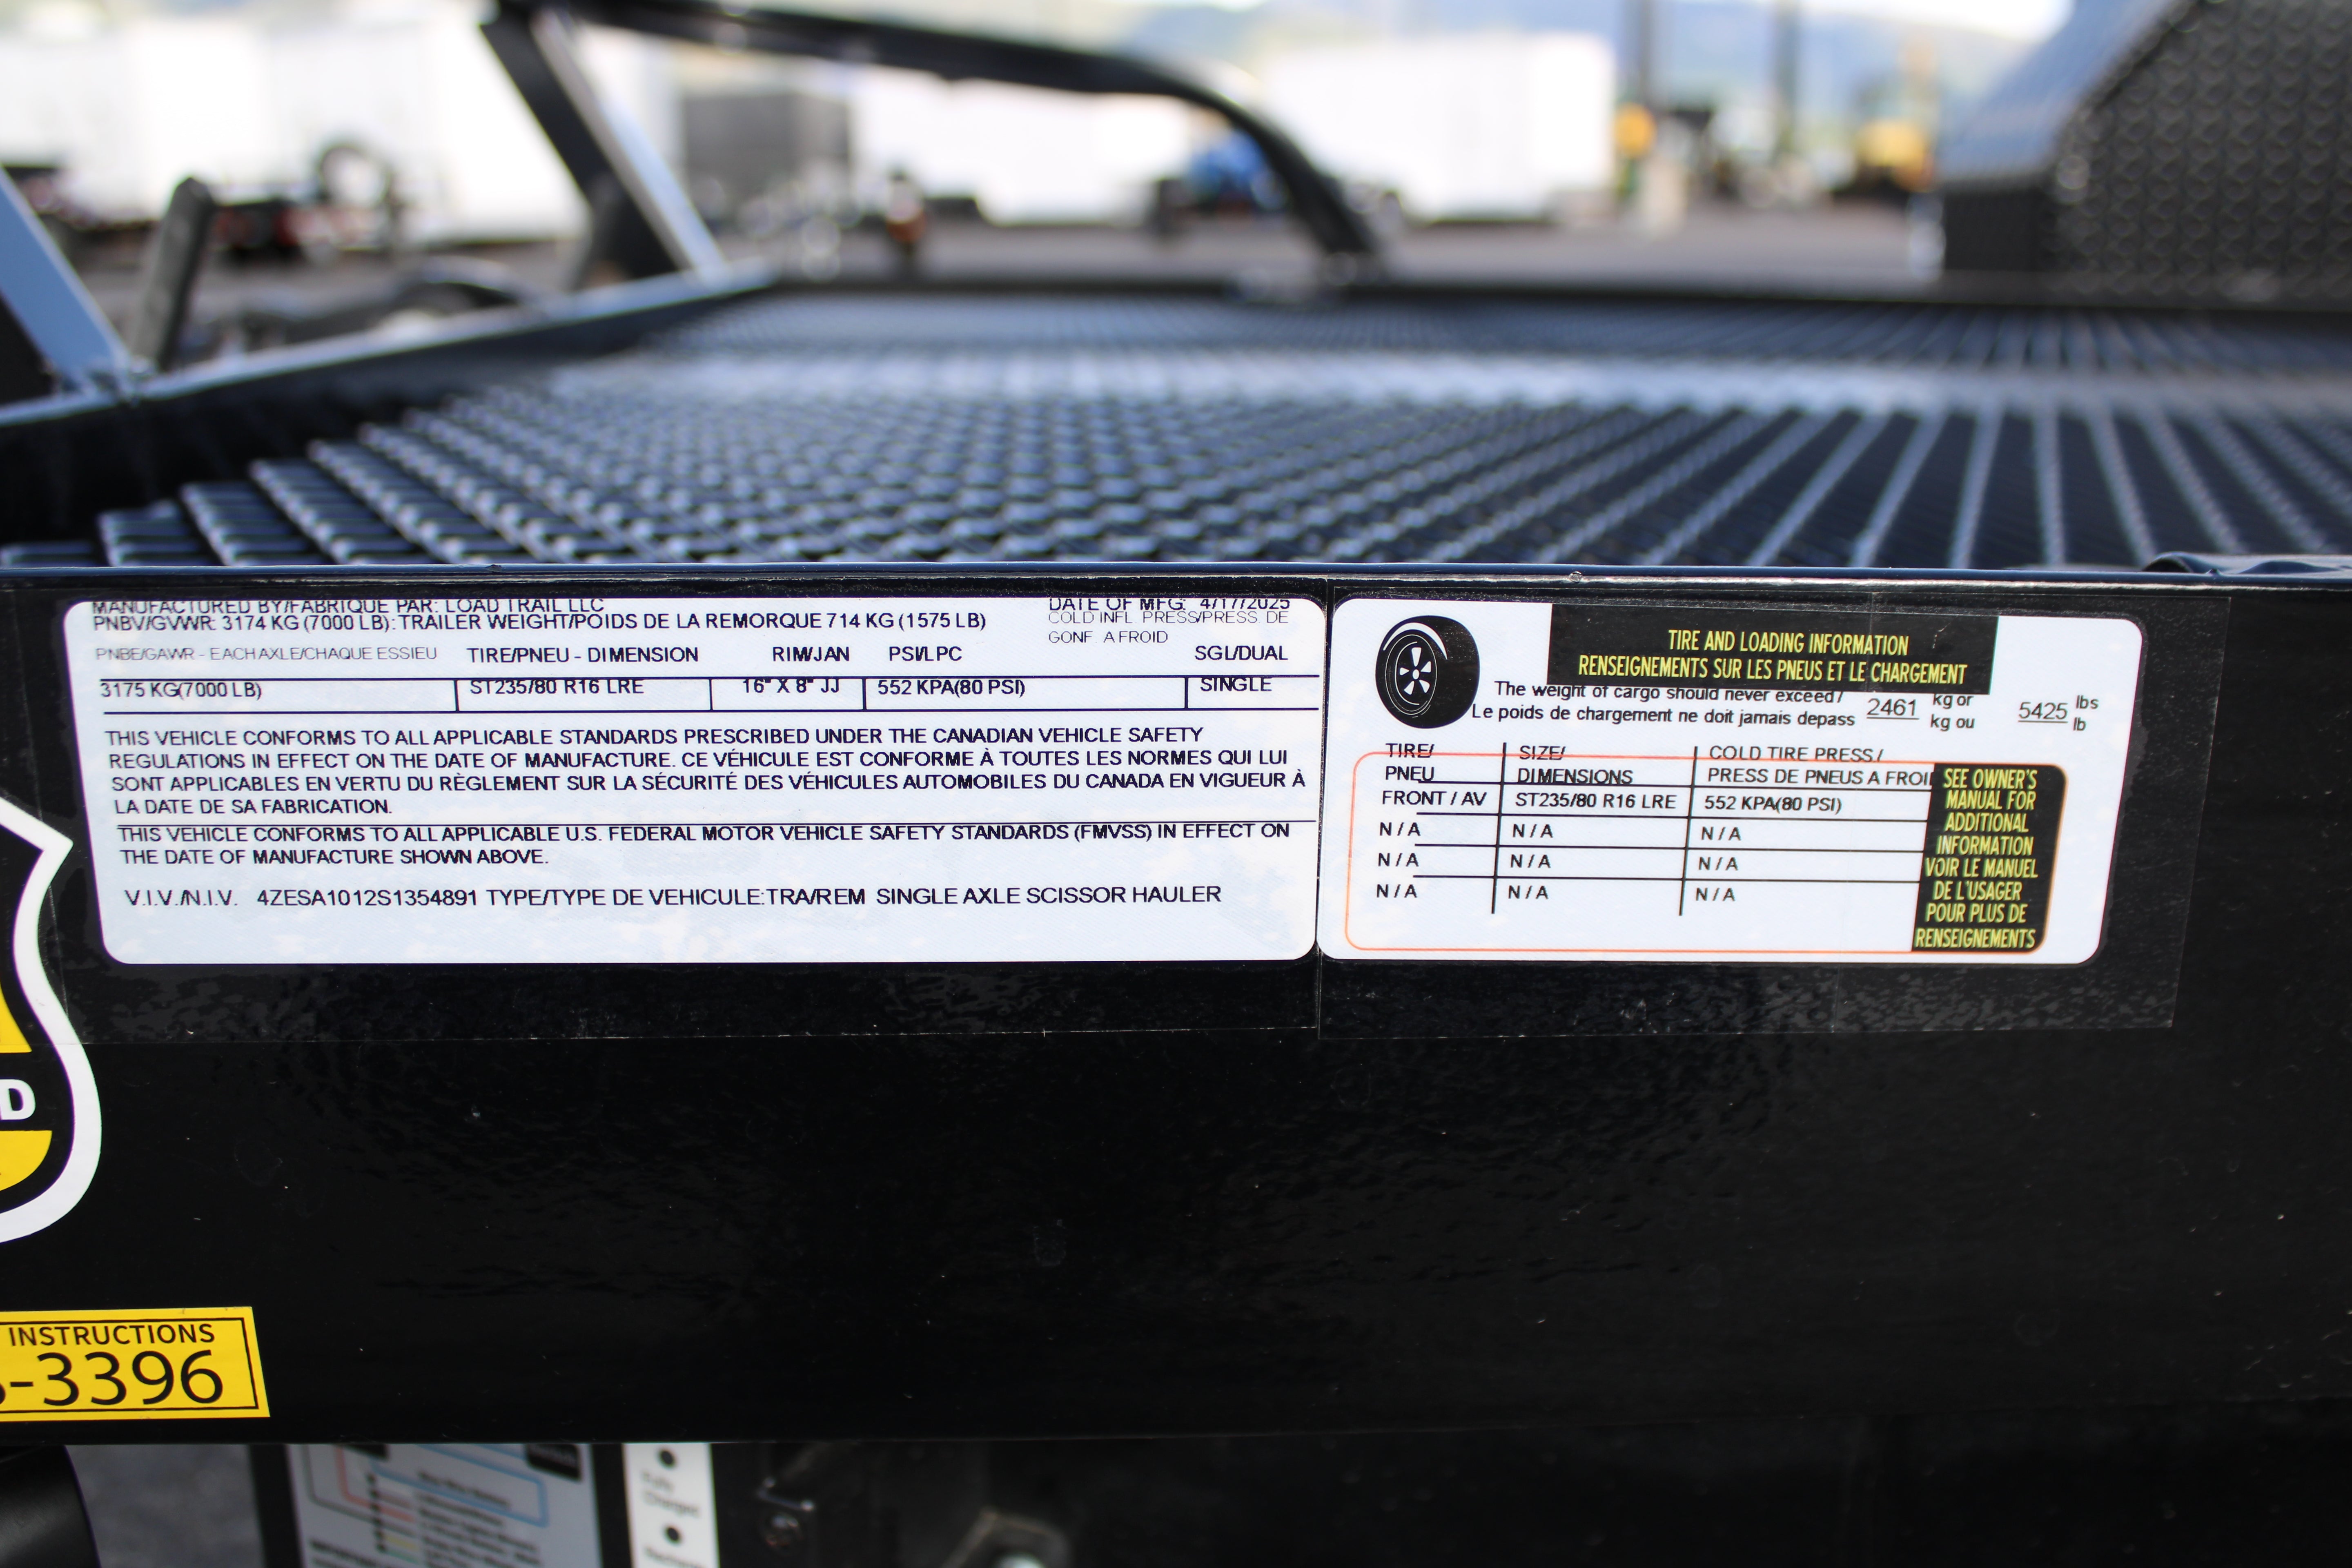 MANUFACTURED BY/FABRIQUE PAR: LOAD TRAIL LLC
DATE OF MFG: 4/17/2025
PNBV/GVWR: 3174 KG (7000 LB): TRAILER WEIGHT/POIDS DE LA REMORQUE 714 KG (1575 LB)
COLD INFL PRESS/PRESS DE
GONF A FROID
PNBE/GAWR - EACH AXLE/CHAQUE ESSIEU TIRE/PNEU - DIMENSION RIM/JAN PSI/LPC SGL/DUAL
3175 KG(7000 LB) ST235/80 R16 LRE 16" X 8" JJ 552 KPA(80 PSI) SINGLE
THIS VEHICLE CONFORMS TO ALL APPLICABLE STANDARDS PRESCRIBED UNDER THE CANADIAN VEHICLE SAFETY
REGULATIONS IN EFFECT ON THE DATE OF MANUFACTURE. CE VÉHICULE EST CONFORME À TOUTES LES NORMES QUI LUI
SONT APPLICABLES EN VERTU DU RÈGLEMENT SUR LA SÉCURITÉ DES VÉHICULES AUTOMOBILES DU CANADA EN VIGUEUR À
LA DATE DE SA FABRICATION.
THIS VEHICLE CONFORMS TO ALL APPLICABLE U.S. FEDERAL MOTOR VEHICLE SAFETY STANDARDS (FMVSS) IN EFFECT ON
THE DATE OF MANUFACTURE SHOWN ABOVE.
V.I.V./N.I.V. 4ZESA1012S1354891 TYPE/TYPE DE VEHICULE:TRA/REM SINGLE AXLE SCISSOR HAULER
TIRE AND LOADING INFORMATION
RENSEIGNEMENTS SUR LES PNEUS ET LE CHARGEMENT
The weight of cargo should never exceed / kg or lbs
Le poids de chargement ne doit jamais depass 2461 kg ou 5425 lb
TIRE/ SIZE/ COLD TIRE PRESS /
PNEU DIMENSIONS PRESS DE PNEUS A FROI
FRONT / AV ST235/80 R16 LRE 552 KPA(80 PSI)
N / A N / A N / A
N / A N / A N / A
N / A N / A N / A
SEE OWNER'S
MANUAL FOR
ADDITIONAL
INFORMATION
VOIR LE MANUEL
DE L'USAGER
POUR PLUS DE
RENSEIGNEMENTS
D
INSTRUCTIONS
-3396
Fully
Charged